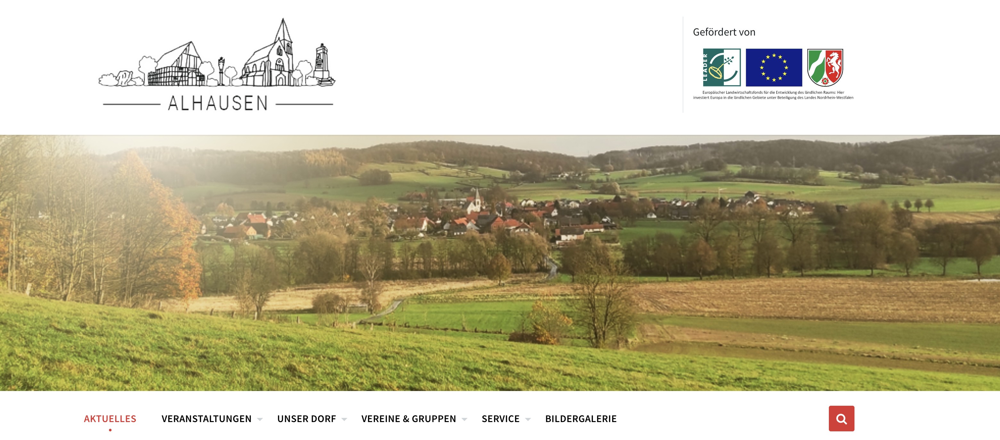 ALHAUSEN
Gefördert von
LEADER
Europäischer Landwirtschaftsfonds für die Entwicklung des ländlichen Raums: Hier
investiert Europa in die ländlichen Gebiete unter Beteiligung des Landes Nordrhein-Westfalen
AKTUELLES
VERANSTALTUNGEN
UNSER DORF
VEREINE & GRUPPEN
SERVICE
BILDERGALERIE